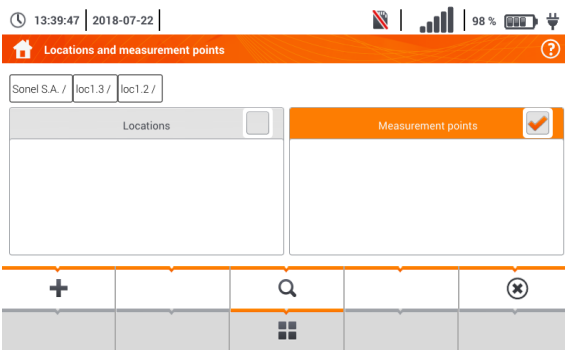 13:39:47 2018-07-22 98 %
Locations and measurement points
Sonel S.A. / loc1.3 / loc1.2 /
Locations Measurement points